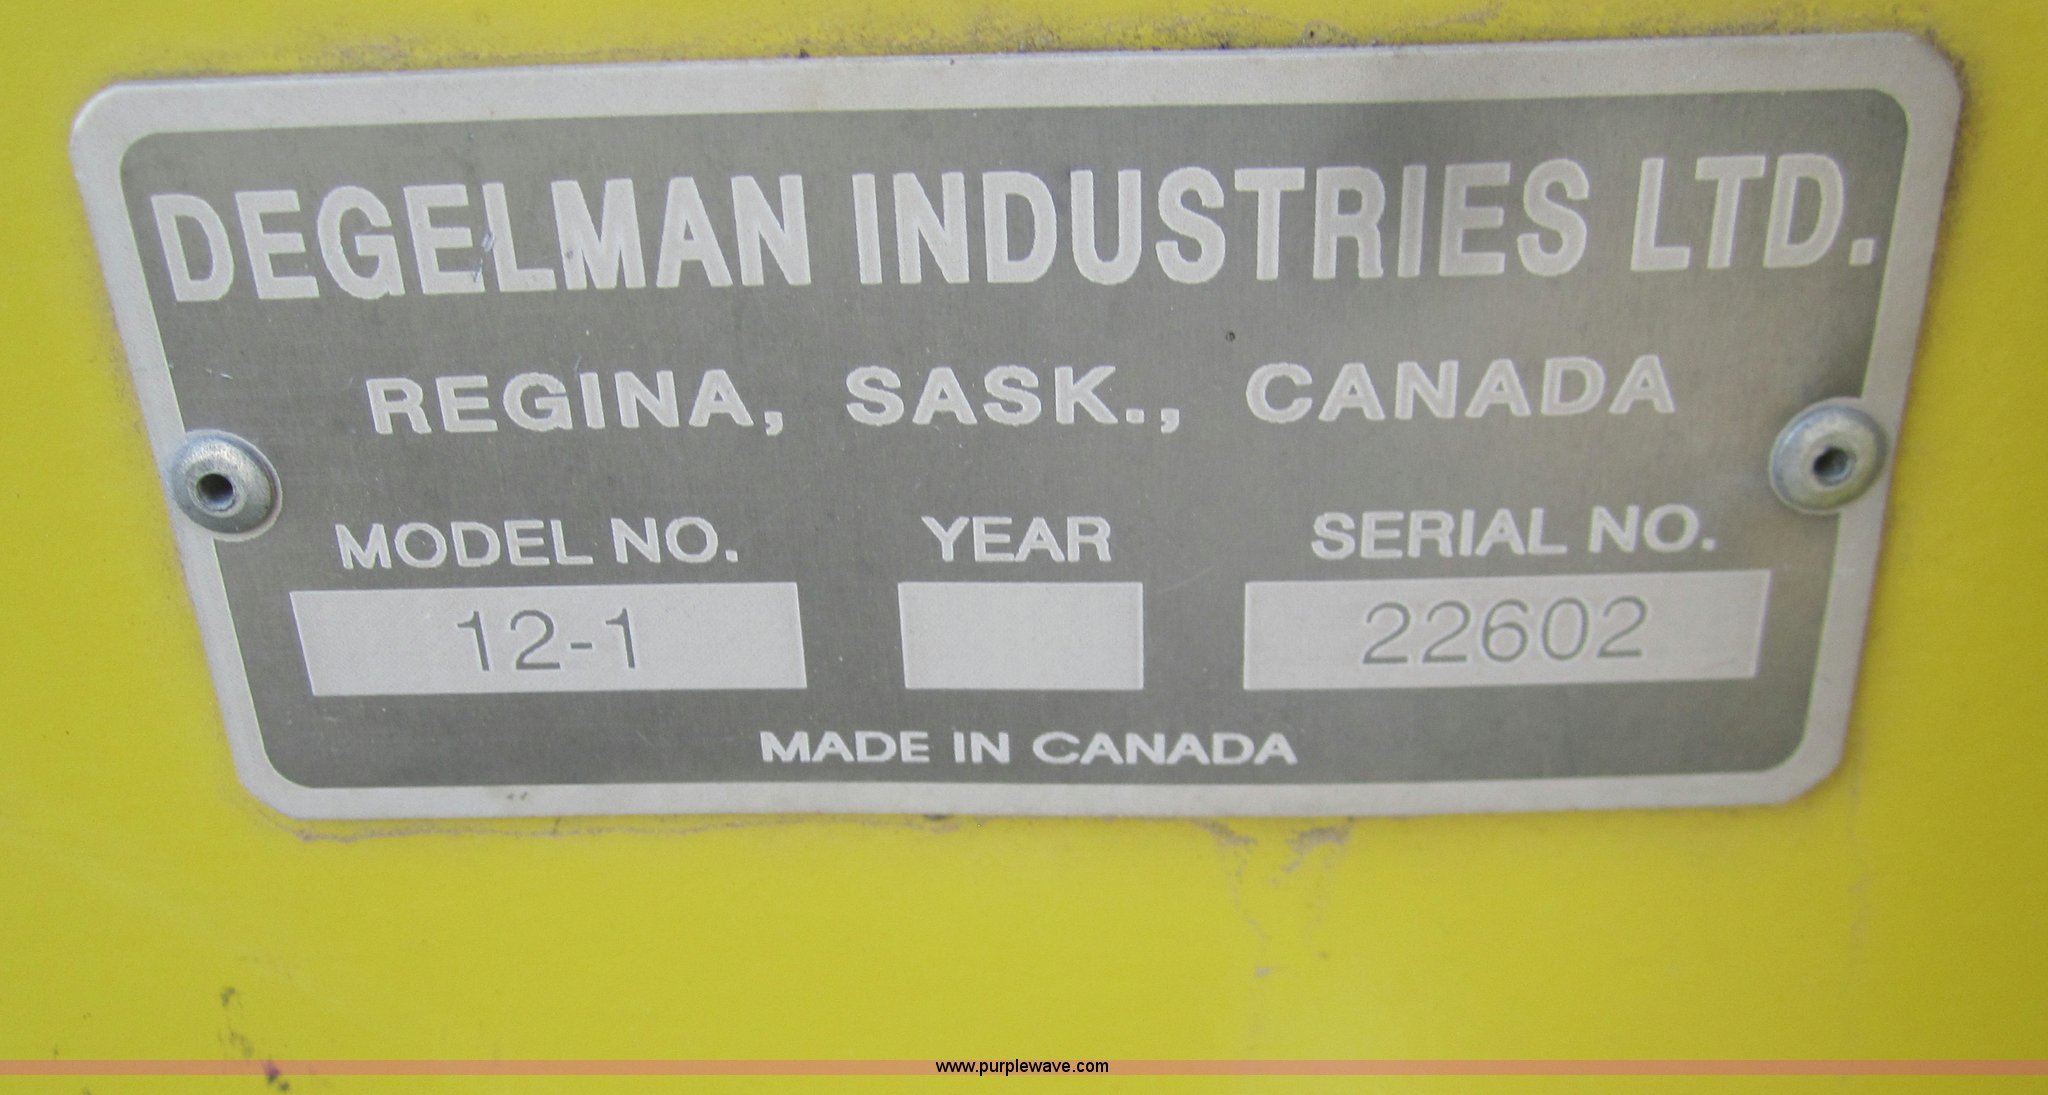 DEGELMAN INDUSTRIES LTD.
REGINA, SASK., CANADA
MODEL NO. YEAR SERIAL NO.
12-1 22602
MADE IN CANADA
www.purplewave.com